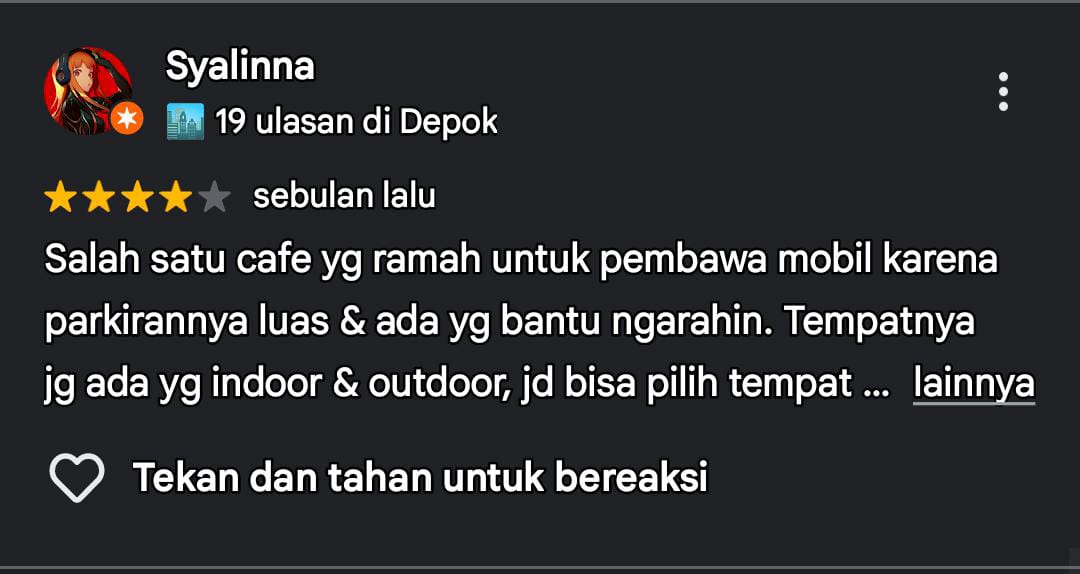 Syalinna
19 ulasan di Depok
sebulan lalu
Salah satu cafe yg ramah untuk pembawa mobil karena
parkirannya luas & ada yg bantu ngarahin. Tempatnya
jg ada yg indoor & outdoor, jd bisa pilih tempat ... lainnya
Tekan dan tahan untuk bereaksi